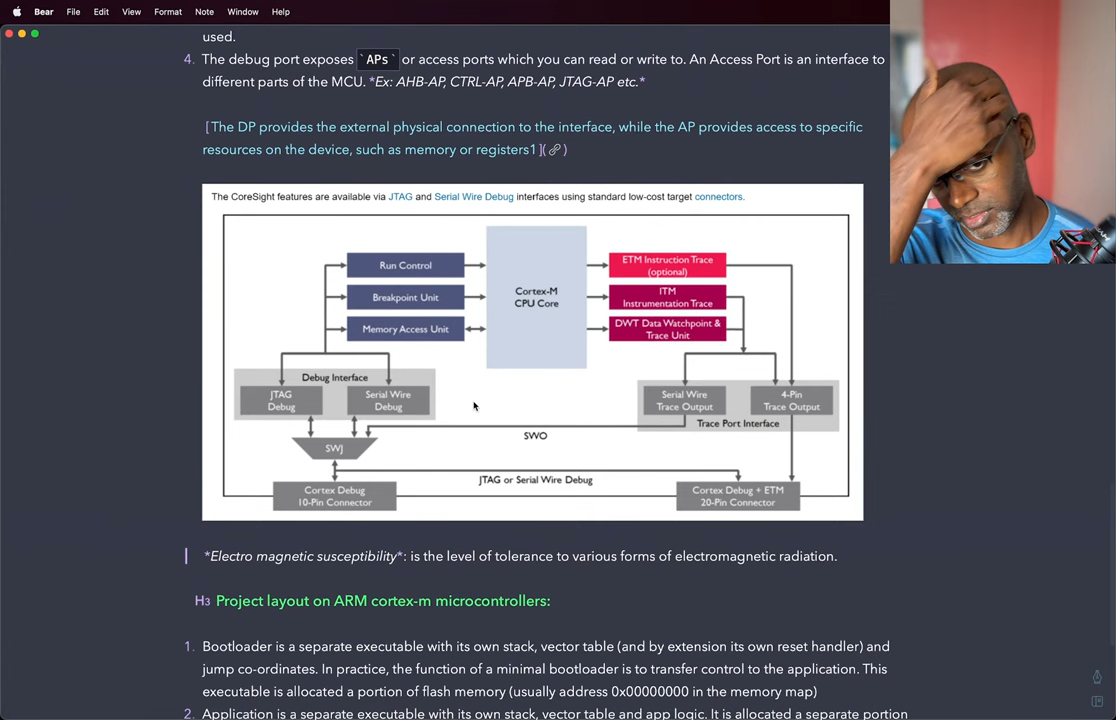 Bear File Edit View Format Note Window Help
used.
4. The debug port exposes `APs` or access ports which you can read or write to. An Access Port is an interface to
different parts of the MCU. *Ex: AHB-AP, CTRL-AP, APB-AP, JTAG-AP etc.*
[The DP provides the external physical connection to the interface, while the AP provides access to specific
resources on the device, such as memory or registers1 ]( )
The CoreSight features are available via JTAG and Serial Wire Debug interfaces using standard low-cost target connectors.
Run Control
Breakpoint Unit
Memory Access Unit
Cortex-M
CPU Core
ETM Instruction Trace
(optional)
ITM
Instrumentation Trace
DWT Data Watchpoint &
Trace Unit
Debug Interface
JTAG
Debug
Serial Wire
Debug
Serial Wire
Trace Output
4-Pin
Trace Output
Trace Port Interface
SWJ
SWO
JTAG or Serial Wire Debug
Cortex Debug
10-Pin Connector
Cortex Debug + ETM
20-Pin Connector
*Electro magnetic susceptibility*: is the level of tolerance to various forms of electromagnetic radiation.
H3 Project layout on ARM cortex-m microcontrollers:
1. Bootloader is a separate executable with its own stack, vector table (and by extension its own reset handler) and
jump co-ordinates. In practice, the function of a minimal bootloader is to transfer control to the application. This
executable is allocated a portion of flash memory (usually address 0x00000000 in the memory map)
2. Application is a separate executable with its own stack, vector table and app logic. It is allocated a separate portion